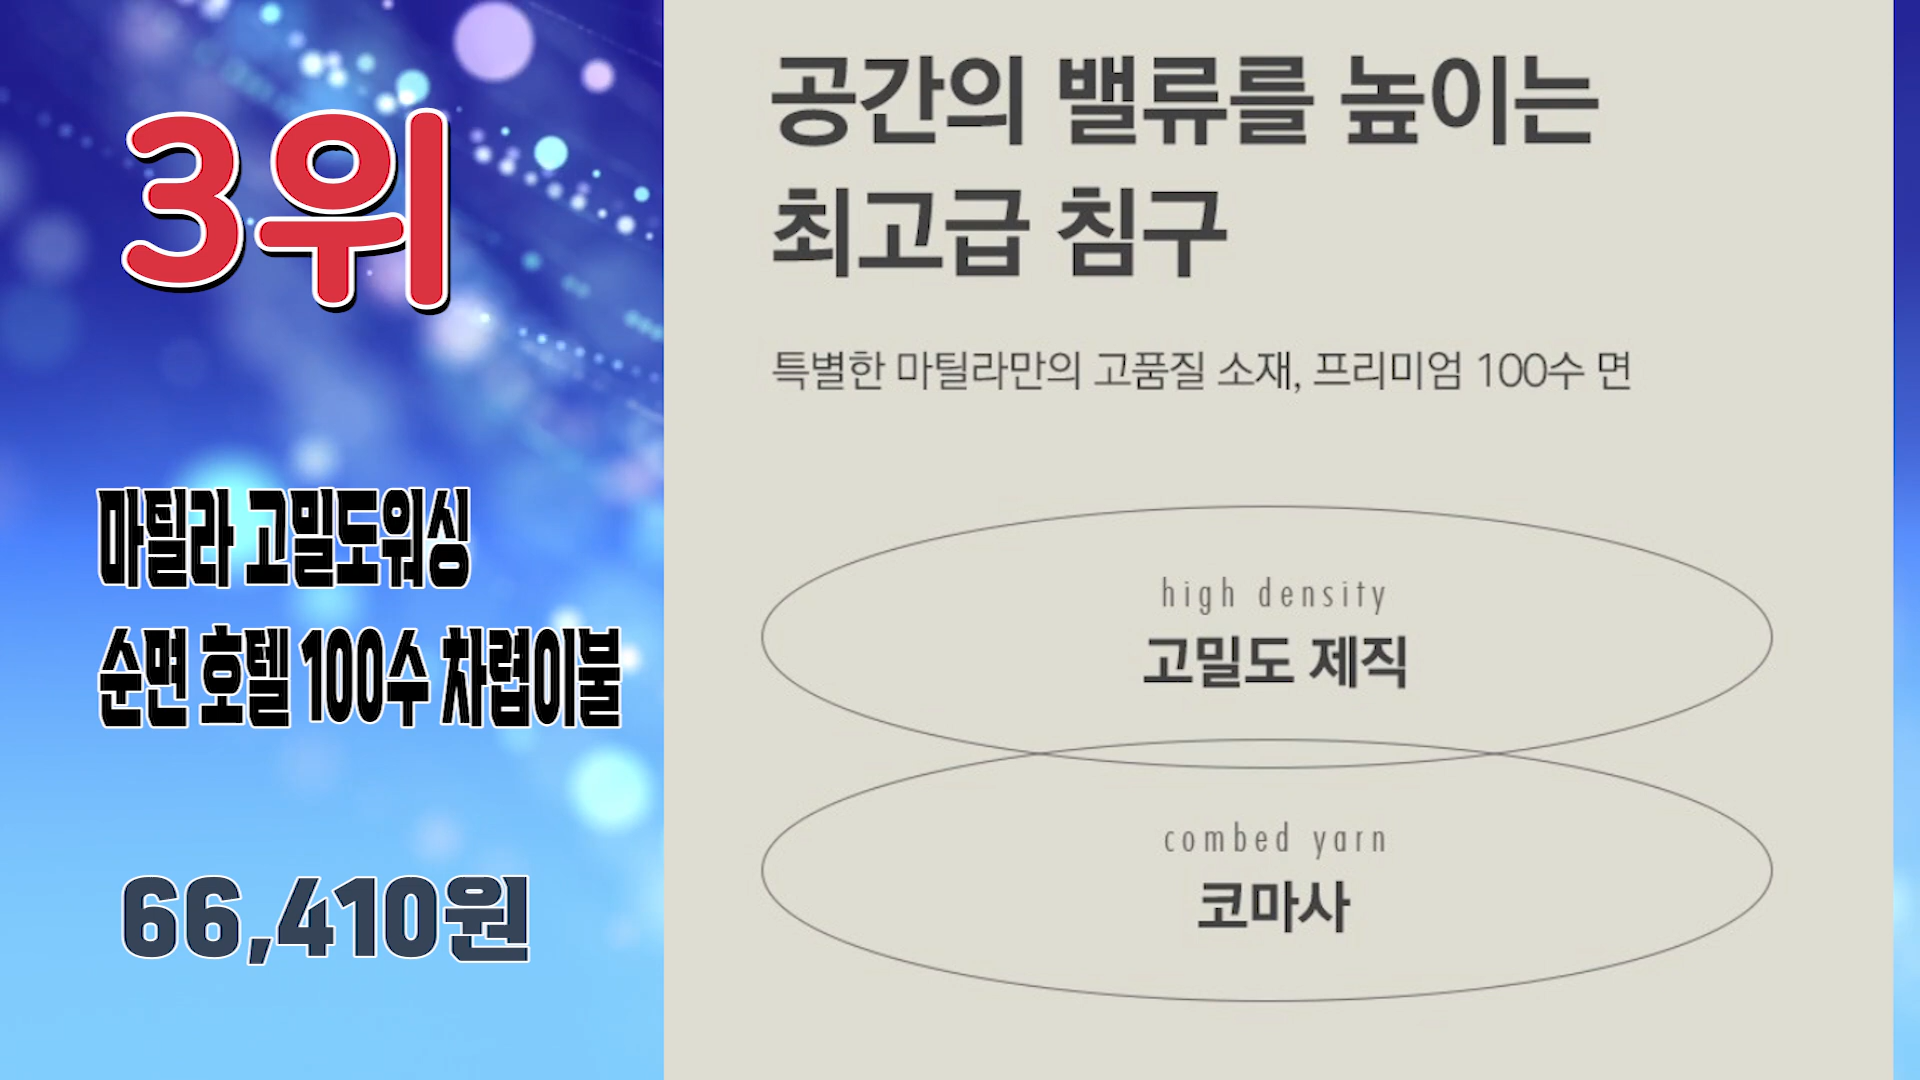 3위
마틸라 고밀도워싱
순면 호텔 100수 차렵이불
66,410원
공간의 밸류를 높이는
최고급 침구
특별한 마틸라만의 고품질 소재, 프리미엄 100수 면
high density
고밀도 제직
combed yarn
코마사